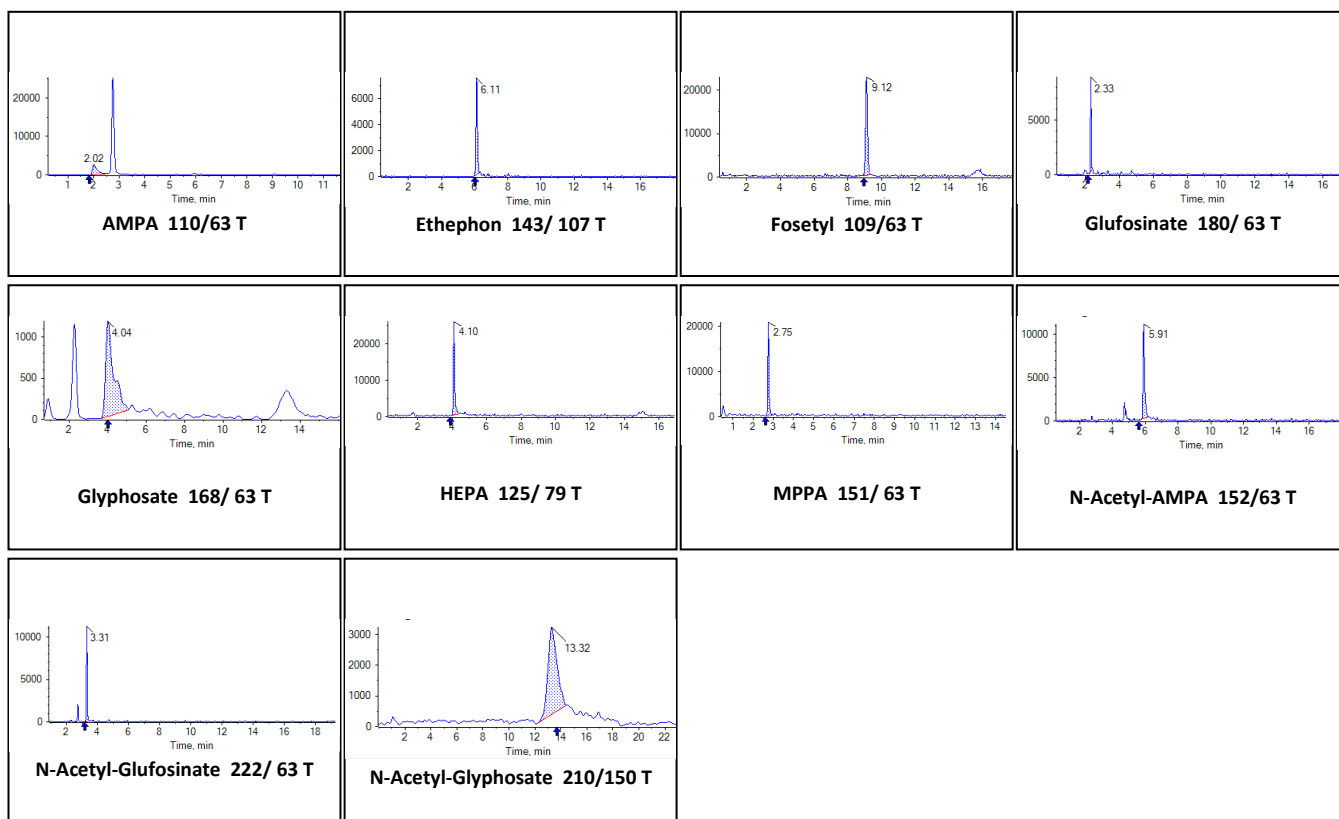 20000
10000
0
2.02
1 2 3 4 5 6 7 8 9 10 11
Time, min
AMPA 110/63 T
6000
4000
2000
0
6.11
2 4 6 8 10 12 14 16
Time, min
Ethephon 143/ 107 T
20000
10000
0
9.12
2 4 6 8 10 12 14 16
Time, min
Fosetyl 109/63 T
5000
0
2.33
2 4 6 8 10 12 14 16
Time, min
Glufosinate 180/ 63 T
1000
500
0
4.04
2 4 6 8 10 12 14
Time, min
Glyphosate 168/ 63 T
20000
10000
0
4.10
2 4 6 8 10 12 14 16
Time, min
HEPA 125/ 79 T
20000
10000
0
2.75
1 2 3 4 5 6 7 8 9 10 11 12 13 14
Time, min
MPPA 151/ 63 T
10000
5000
0
5.91
2 4 6 8 10 12 14 16
Time, min
N-Acetyl-AMPA 152/63 T
10000
5000
0
3.31
2 4 6 8 10 12 14 16 18
Time, min
N-Acetyl-Glufosinate 222/ 63 T
3000
2000
1000
0
13.32
2 4 6 8 10 12 14 16 18 20 22
Time, min
N-Acetyl-Glyphosate 210/150 T